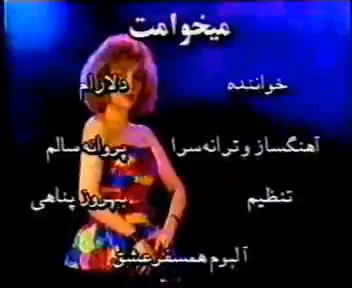 میخوامت
خواننده دلارام
آهنگساز و ترانه سرا پروانه سالم
تنظیم بهروز پناهی
آلبوم همسفر عشق